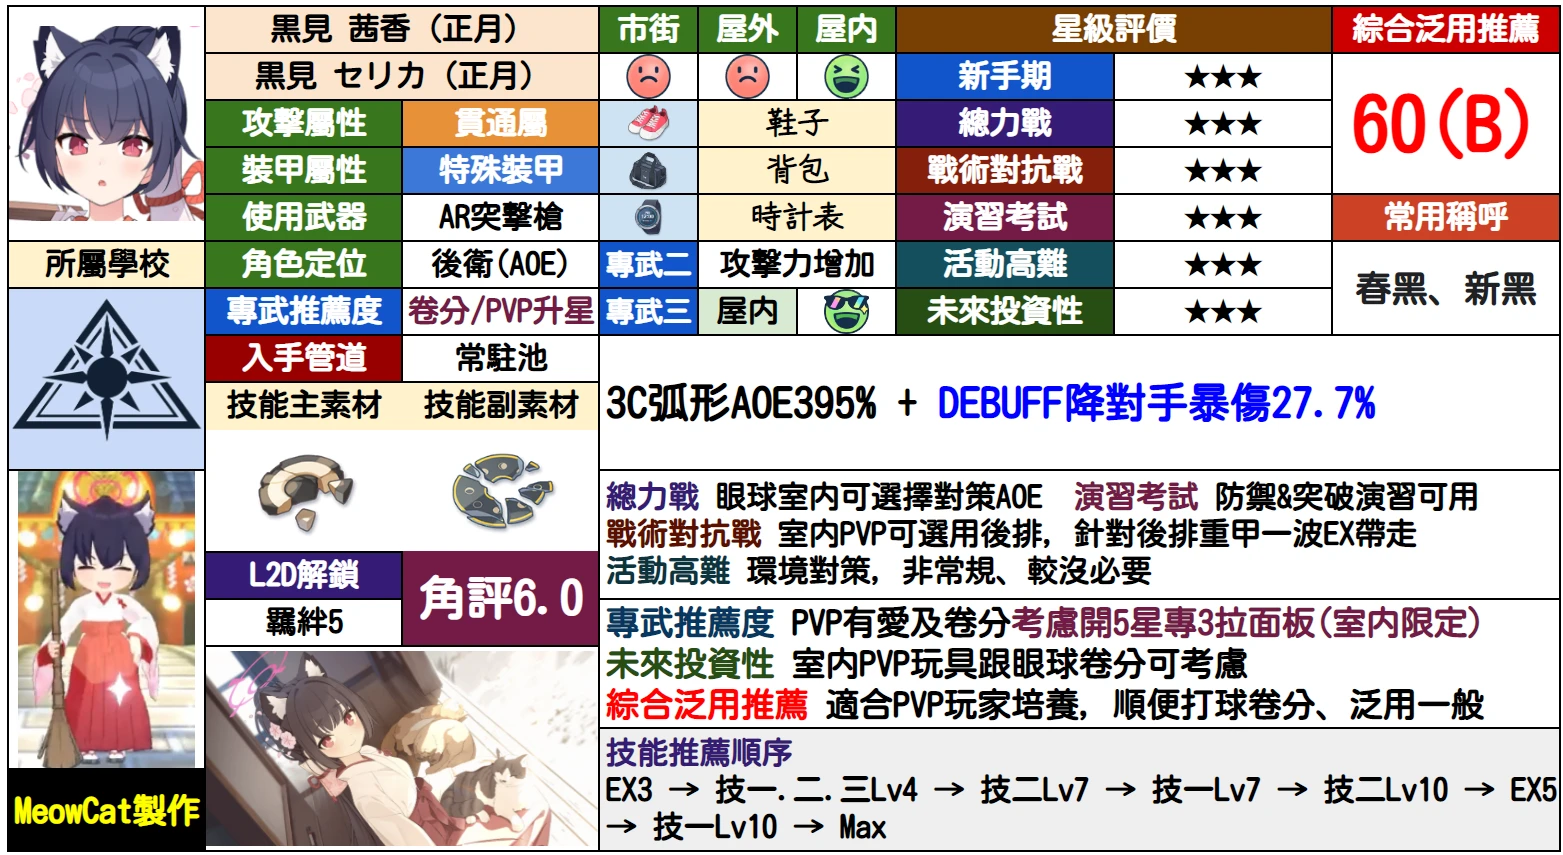 黒見 茜香（正月）
黒見 セリカ（正月）
市街
屋外
屋内
星級評價
綜合泛用推薦
新手期
★★★
60(B)
攻擊屬性
貫通屬
鞋子
總力戰
★★★
裝甲屬性
特殊裝甲
背包
戰術對抗戰
★★★
使用武器
AR突擊槍
時計表
演習考試
★★★
常用稱呼
所屬學校
角色定位
後衛(AOE)
專武二
攻擊力增加
活動高難
★★★
春黑、新黑
專武推薦度
卷分/PVP升星
專武三
屋内
未來投資性
★★★
入手管道
常駐池
技能主素材
技能副素材
3C弧形AOE395% + DEBUFF降對手暴傷27.7%
總力戰 眼球室内可選擇對策AOE 演習考試 防禦&突破演習可用
戰術對抗戰 室内PVP可選用後排，針對後排重甲一波EX帶走
活動高難 環境對策，非常規、較沒必要
L2D解鎖
羈絆5
角評6.0
專武推薦度 PVP有愛及卷分考慮開5星專3拉面板(室内限定)
未來投資性 室内PVP玩具跟眼球卷分可考慮
綜合泛用推薦 適合PVP玩家培養，順便打球卷分、泛用一般
技能推薦順序
EX3 → 技一.二.三Lv4 → 技二Lv7 → 技一Lv7 → 技二Lv10 → EX5
→ 技一Lv10 → Max
MeowCat製作